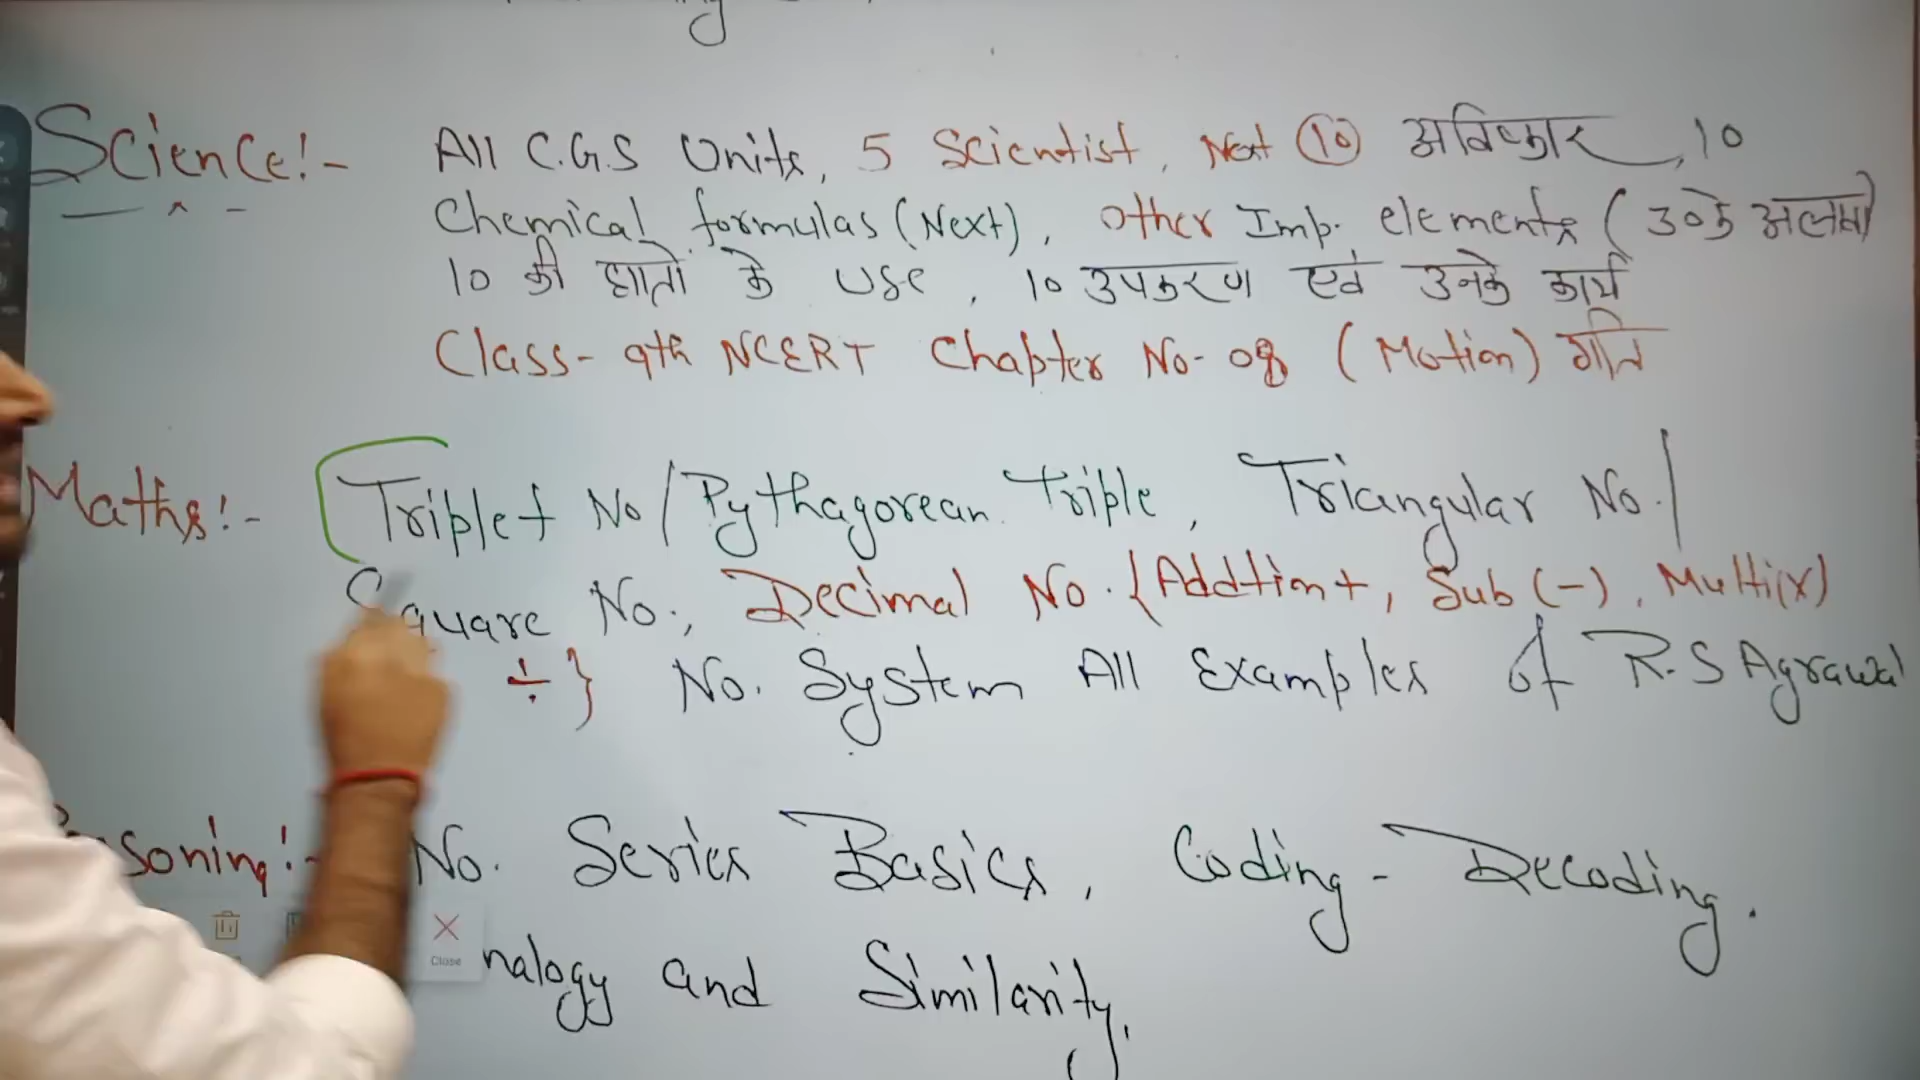 Science:- All C.G.S Units, 5 Scientist, Next 10 अविष्कार, 10
Chemical formulas (Next), Other Imp. elements (उनके अलावा
10 की घातों के Use, 10 उपकरण एवं उनके कार्य
Class- 9th NCERT Chapter No- 08 (Motion) गति
Maths:- Triplet No/Pythagorean Triple, Triangular No./
Square No., Decimal No. {Addtion +, Sub (-), Multi(x)
÷} No. System All Examples of R.S Agrawal
soning:- No. Series Basics, Coding - Decoding.
nalogy and Similarity,
Close